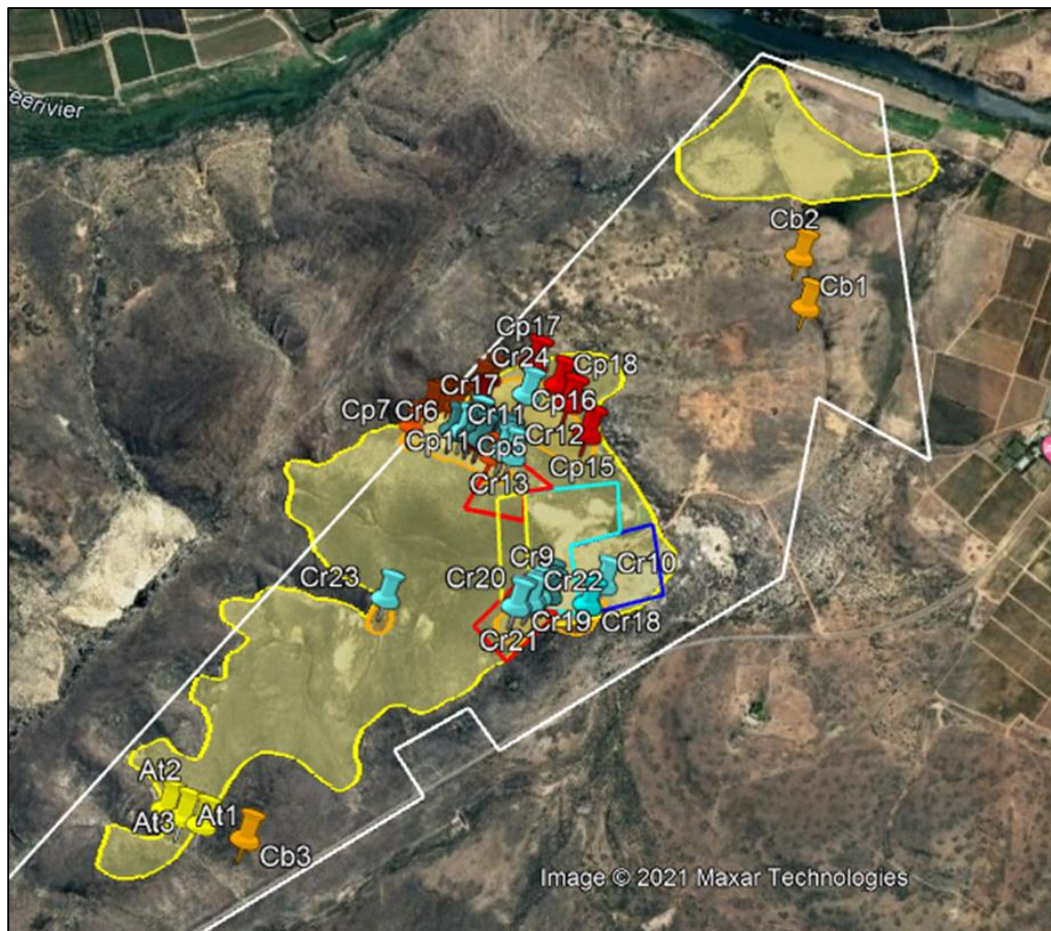 eerivier
Cb2
Cb1
Cp17
Cr24
Cp18
Cr17
Cp16
Cp7
Cr6
Cr11
Cp11
Cp5
Cr12
Cp15
Cr13
Cr9
Cr10
Cr23
Cr20
Cr22
Cr19
Cr18
Cr21
At2
At3
At1
Cb3
Image © 2021 Maxar Technologies